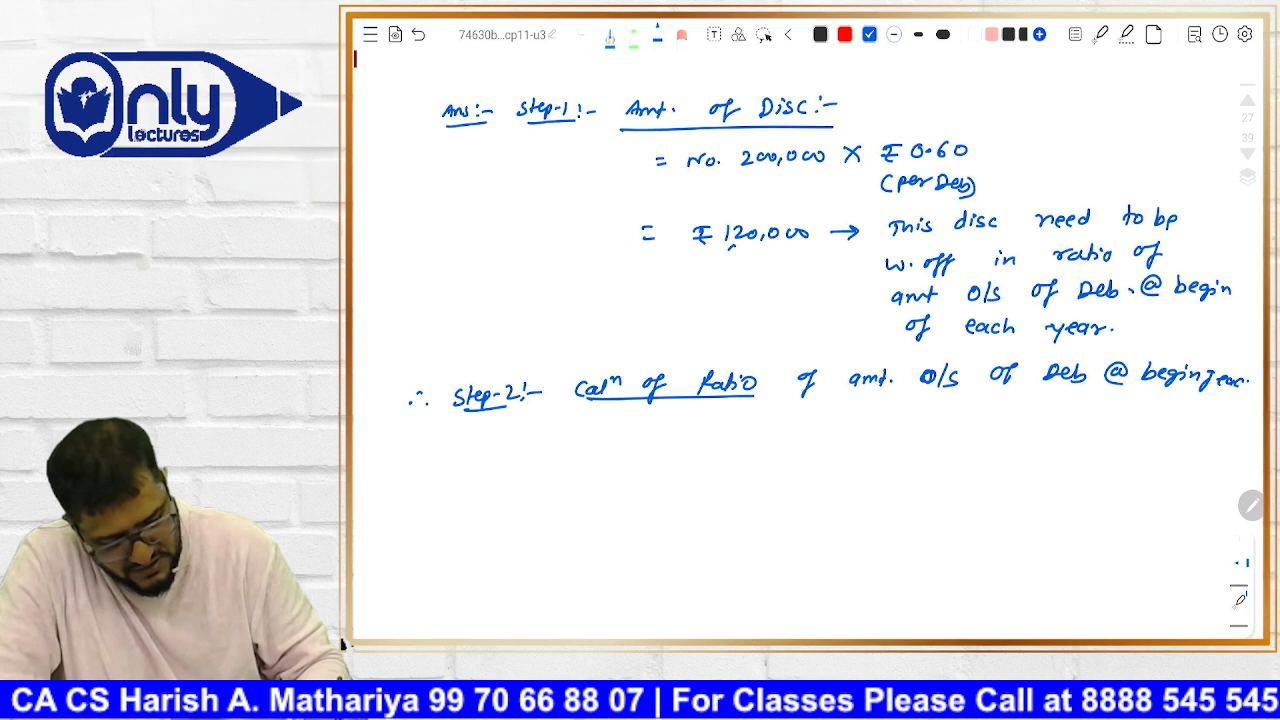 74630b...cp11-u3
Only
lectures
27
39
Ans:- Step-1:- Amt. of Disc:-
= No. 200,000 X ₹ 0.60
(per Deb)
= ₹ 120,000 → This disc need to be
w. off in ratio of
amt O/S of Deb. @ begin
of each year.
∴ Step-2:- Calⁿ of Ratio of amt. O/S of Deb @ begin
CA CS Harish A. Mathariya 99 70 66 88 07 | For Classes Please Call at 8888 545 545